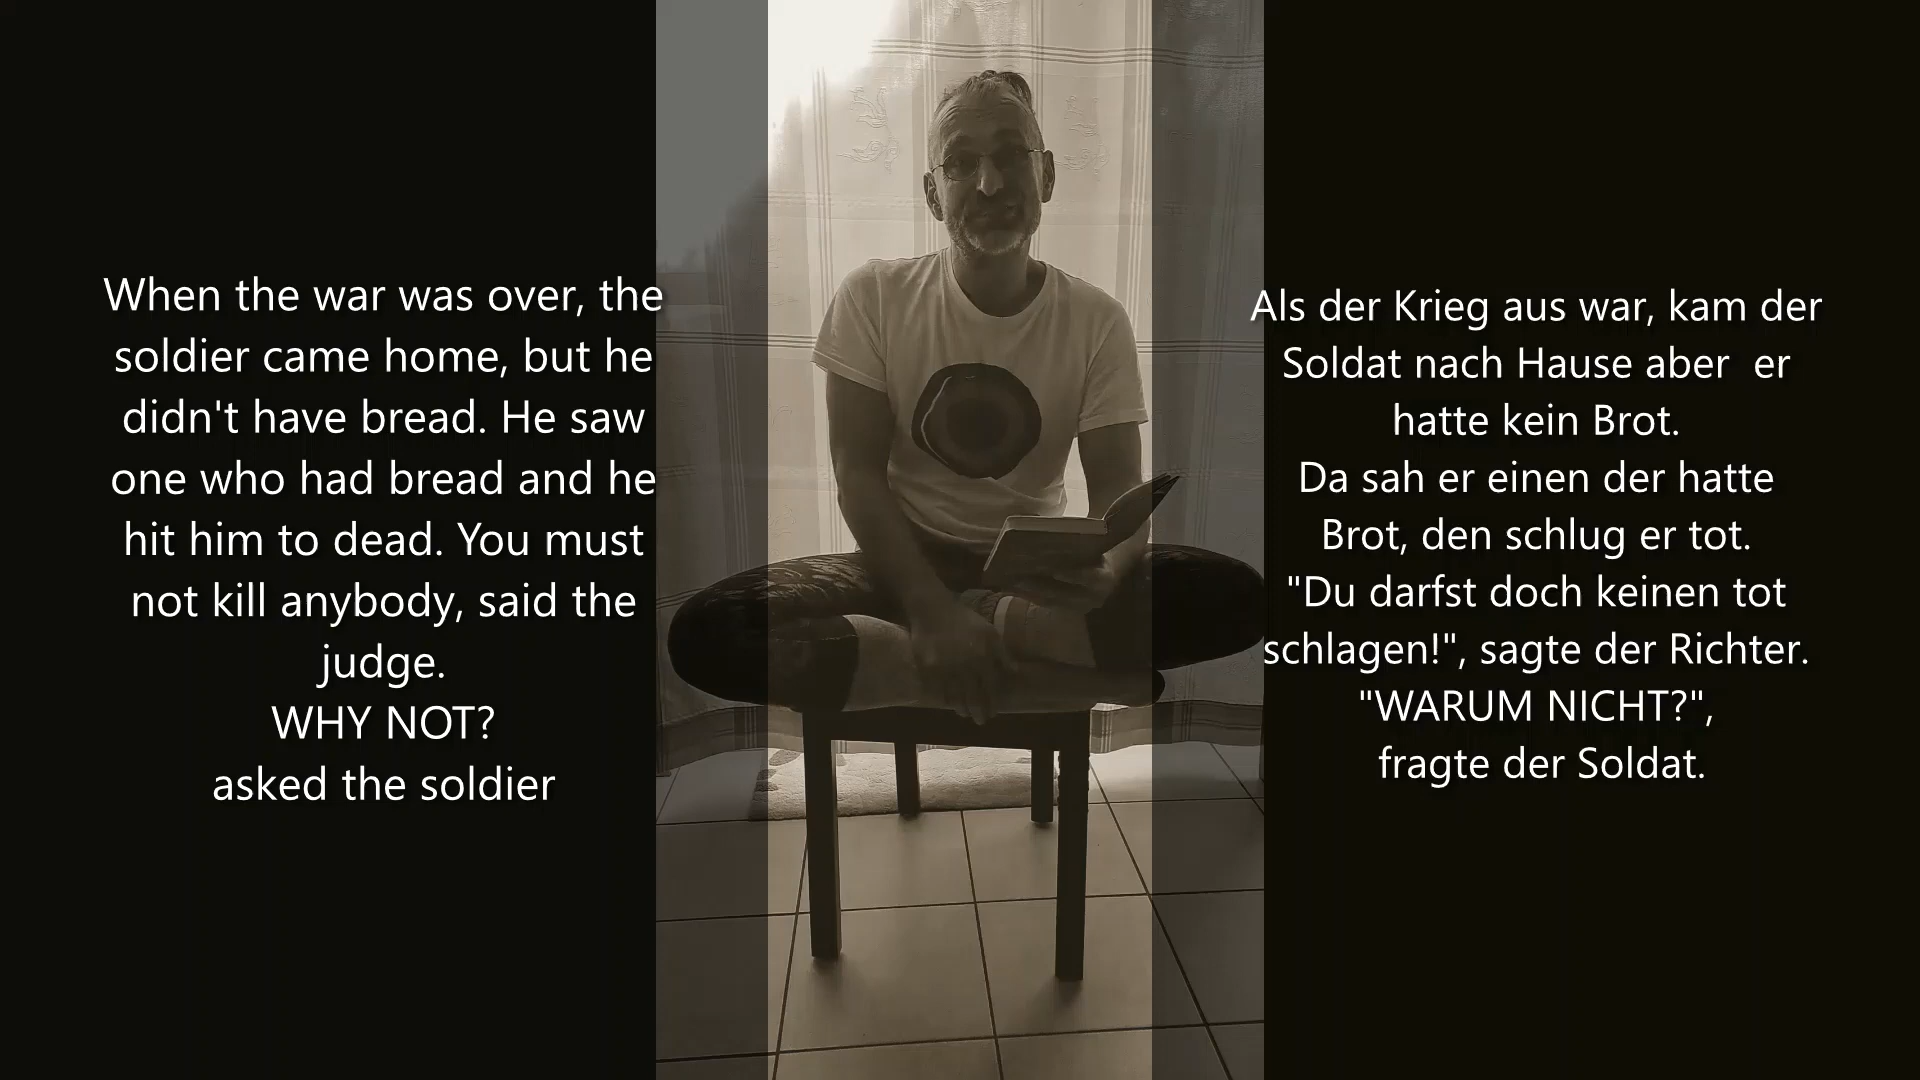 When the war was over, the
soldier came home, but he
didn't have bread. He saw
one who had bread and he
hit him to dead. You must
not kill anybody, said the
judge.
WHY NOT?
asked the soldier
Als der Krieg aus war, kam der
Soldat nach Hause aber  er
hatte kein Brot.
Da sah er einen der hatte
Brot, den schlug er tot.
"Du darfst doch keinen tot
schlagen!", sagte der Richter.
"WARUM NICHT?",
fragte der Soldat.